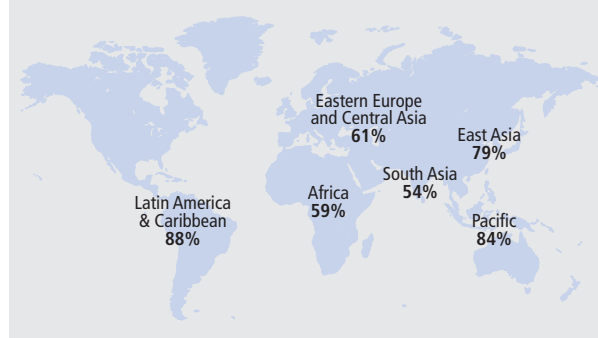 Eastern Europe
and Central Asia
61%
East Asia
79%
South Asia
54%
Africa
59%
Latin America
& Caribbean
88%
Pacific
84%